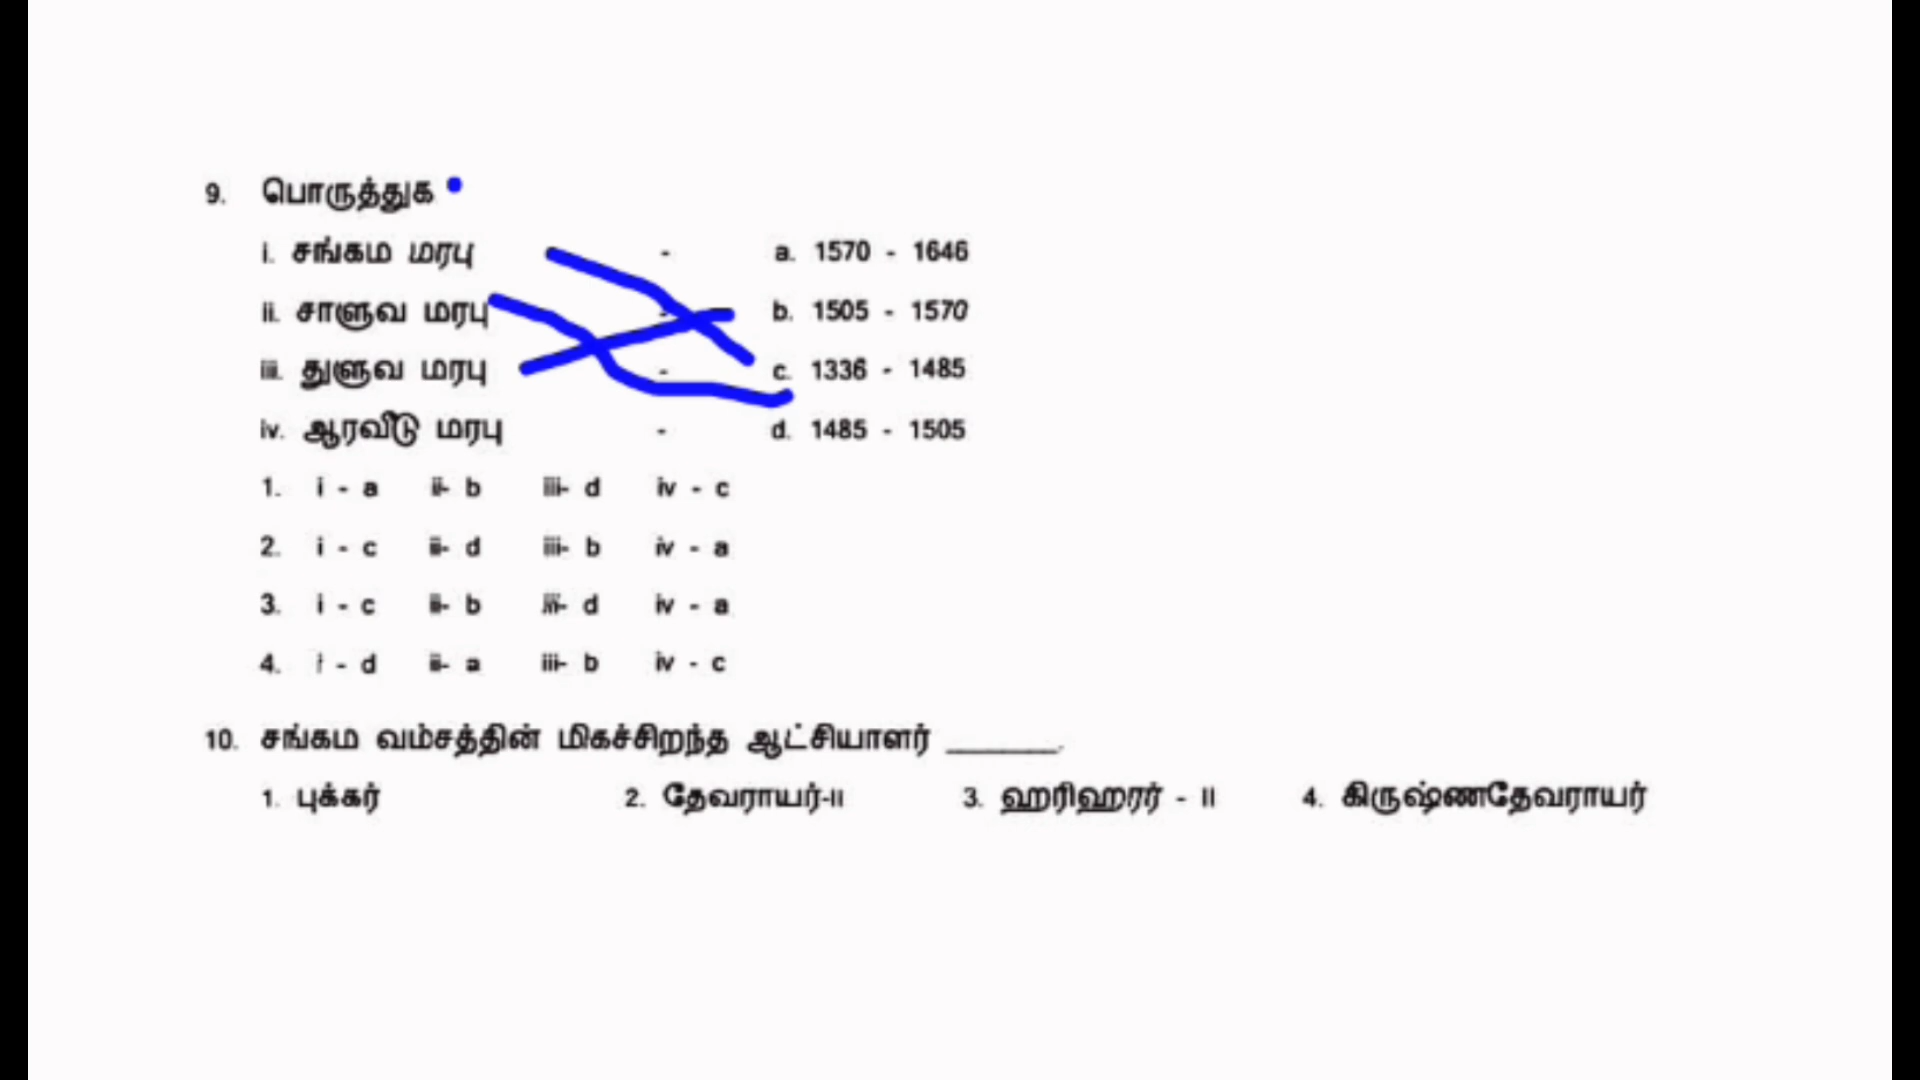 9. பொருத்துக
i. சங்கம மரபு - a. 1570 - 1646
ii. சாளுவ மரபு - b. 1505 - 1570
iii. துளுவ மரபு - c. 1336 - 1485
iv. ஆரவீடு மரபு - d. 1485 - 1505
1. i - a ii- b iii- d iv - c
2. i - c ii- d iii- b iv - a
3. i - c ii- b iii- d iv - a
4. i - d ii- a iii- b iv - c
10. சங்கம வம்சத்தின் மிகச்சிறந்த ஆட்சியாளர் ______.
1. புக்கர் 2. தேவராயர்-II 3. ஹரிஹரர் - II 4. கிருஷ்ணதேவராயர்